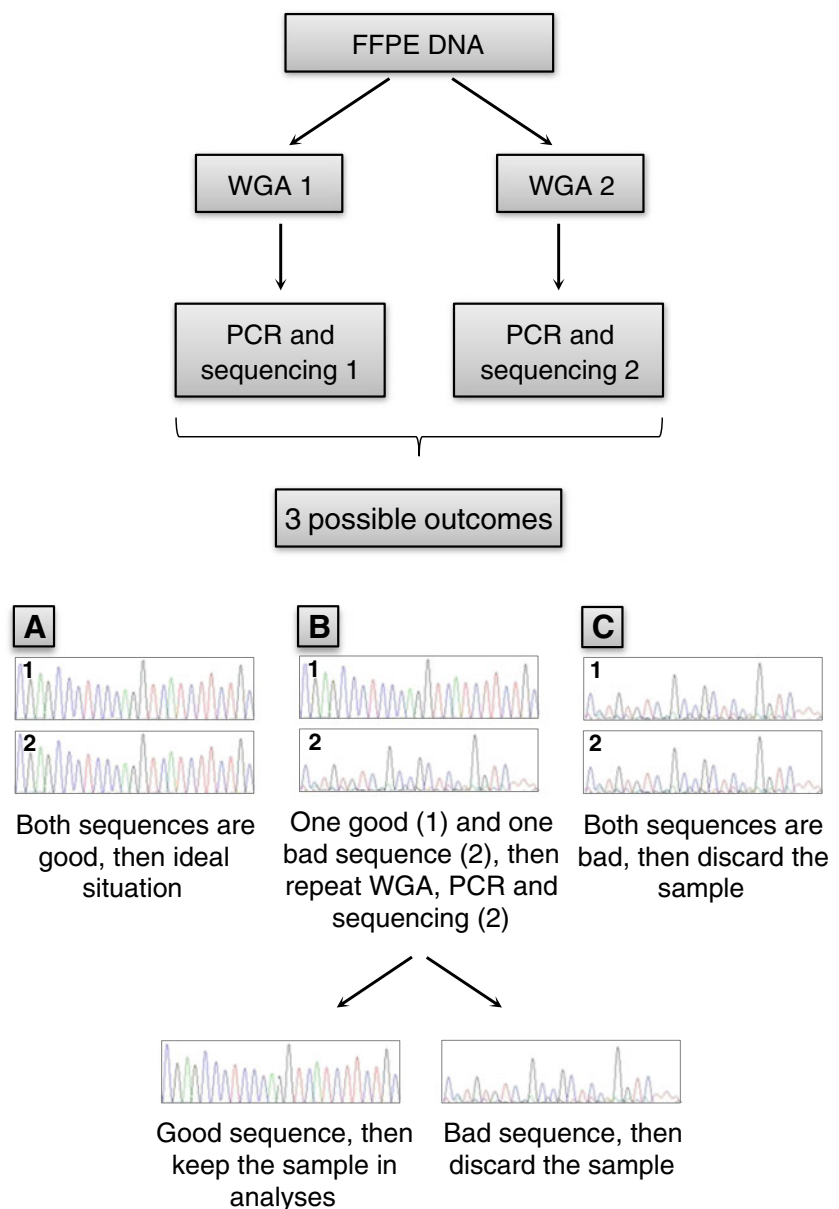 FFPE DNA
WGA 1
WGA 2
PCR and
sequencing 1
PCR and
sequencing 2
3 possible outcomes
A
1
2
Both sequences are
good, then ideal
situation
B
1
2
One good (1) and one
bad sequence (2), then
repeat WGA, PCR and
sequencing (2)
C
1
2
Both sequences are
bad, then discard the
sample
Good sequence, then
keep the sample in
analyses
Bad sequence, then
discard the sample